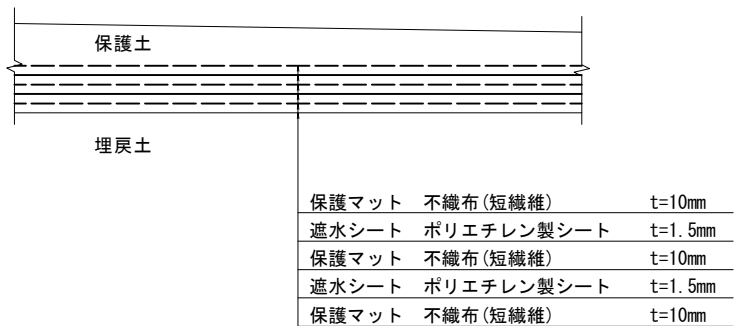 保護土
埋戻土
保護マット 不織布(短繊維) t=10mm
遮水シート ポリエチレン製シート t=1.5mm
保護マット 不織布(短繊維) t=10mm
遮水シート ポリエチレン製シート t=1.5mm
保護マット 不織布(短繊維) t=10mm